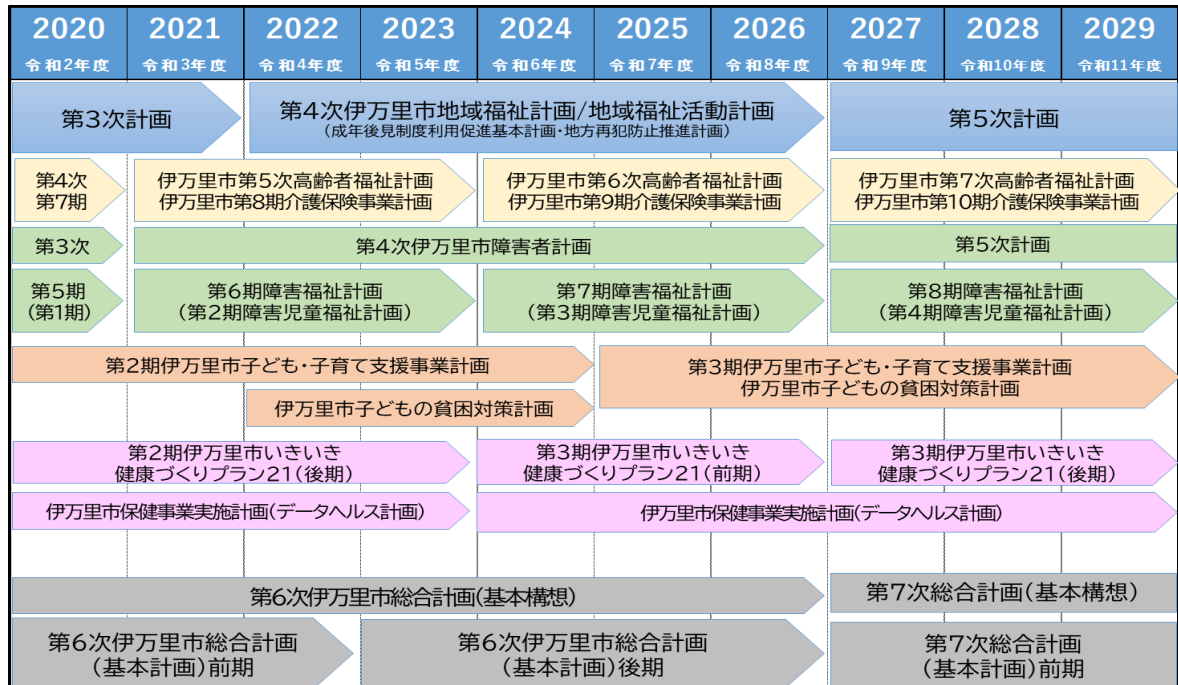 2020 2021 2022 2023 2024 2025 2026 2027 2028 2029
令和2年度 令和3年度 令和4年度 令和5年度 令和6年度 令和7年度 令和8年度 令和9年度 令和10年度 令和11年度
第3次計画
第4次伊万里市地域福祉計画/地域福祉活動計画
(成年後見制度利用促進基本計画・地方再犯防止推進計画)
第5次計画
第4次
第7期
伊万里市第5次高齢者福祉計画
伊万里市第8期介護保険事業計画
伊万里市第6次高齢者福祉計画
伊万里市第9期介護保険事業計画
伊万里市第7次高齢者福祉計画
伊万里市第10期介護保険事業計画
第3次
第4次伊万里市障害者計画
第5次計画
第5期
(第1期)
第6期障害福祉計画
(第2期障害児童福祉計画)
第7期障害福祉計画
(第3期障害児童福祉計画)
第8期障害福祉計画
(第4期障害児童福祉計画)
第2期伊万里市子ども・子育て支援事業計画
第3期伊万里市子ども・子育て支援事業計画
伊万里市子どもの貧困対策計画
伊万里市子どもの貧困対策計画
第2期伊万里市いきいき
健康づくりプラン21(後期)
第3期伊万里市いきいき
健康づくりプラン21(前期)
第3期伊万里市いきいき
健康づくりプラン21(後期)
伊万里市保健事業実施計画(データヘルス計画)
伊万里市保健事業実施計画(データヘルス計画)
第6次伊万里市総合計画(基本構想)
第7次総合計画(基本構想)
第6次伊万里市総合計画
(基本計画)前期
第6次伊万里市総合計画
(基本計画)後期
第7次総合計画
(基本計画)前期